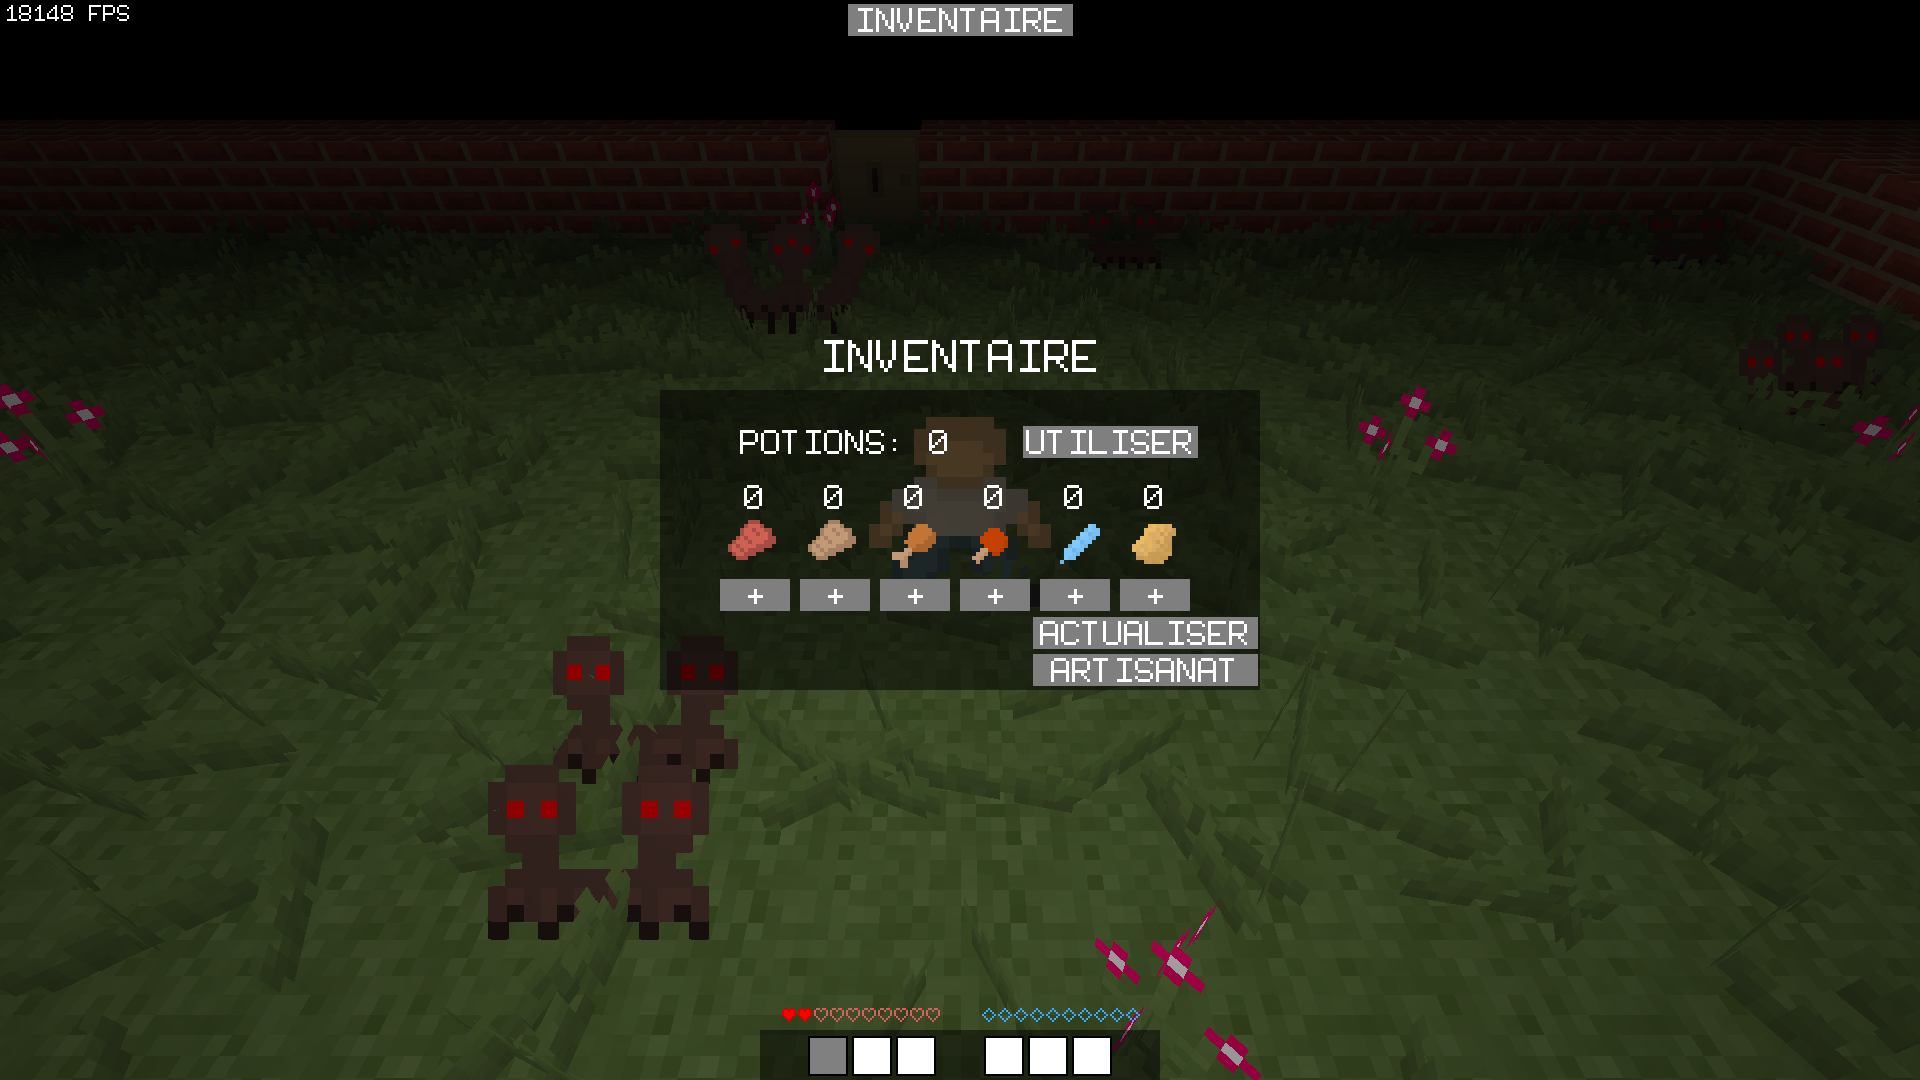 18148 FPS
INVENTAIRE
INVENTAIRE
POTIONS: 0 UTILISER
0 0 0 0 0 0
+ + + + + +
ACTUALISER
ARTISANAT